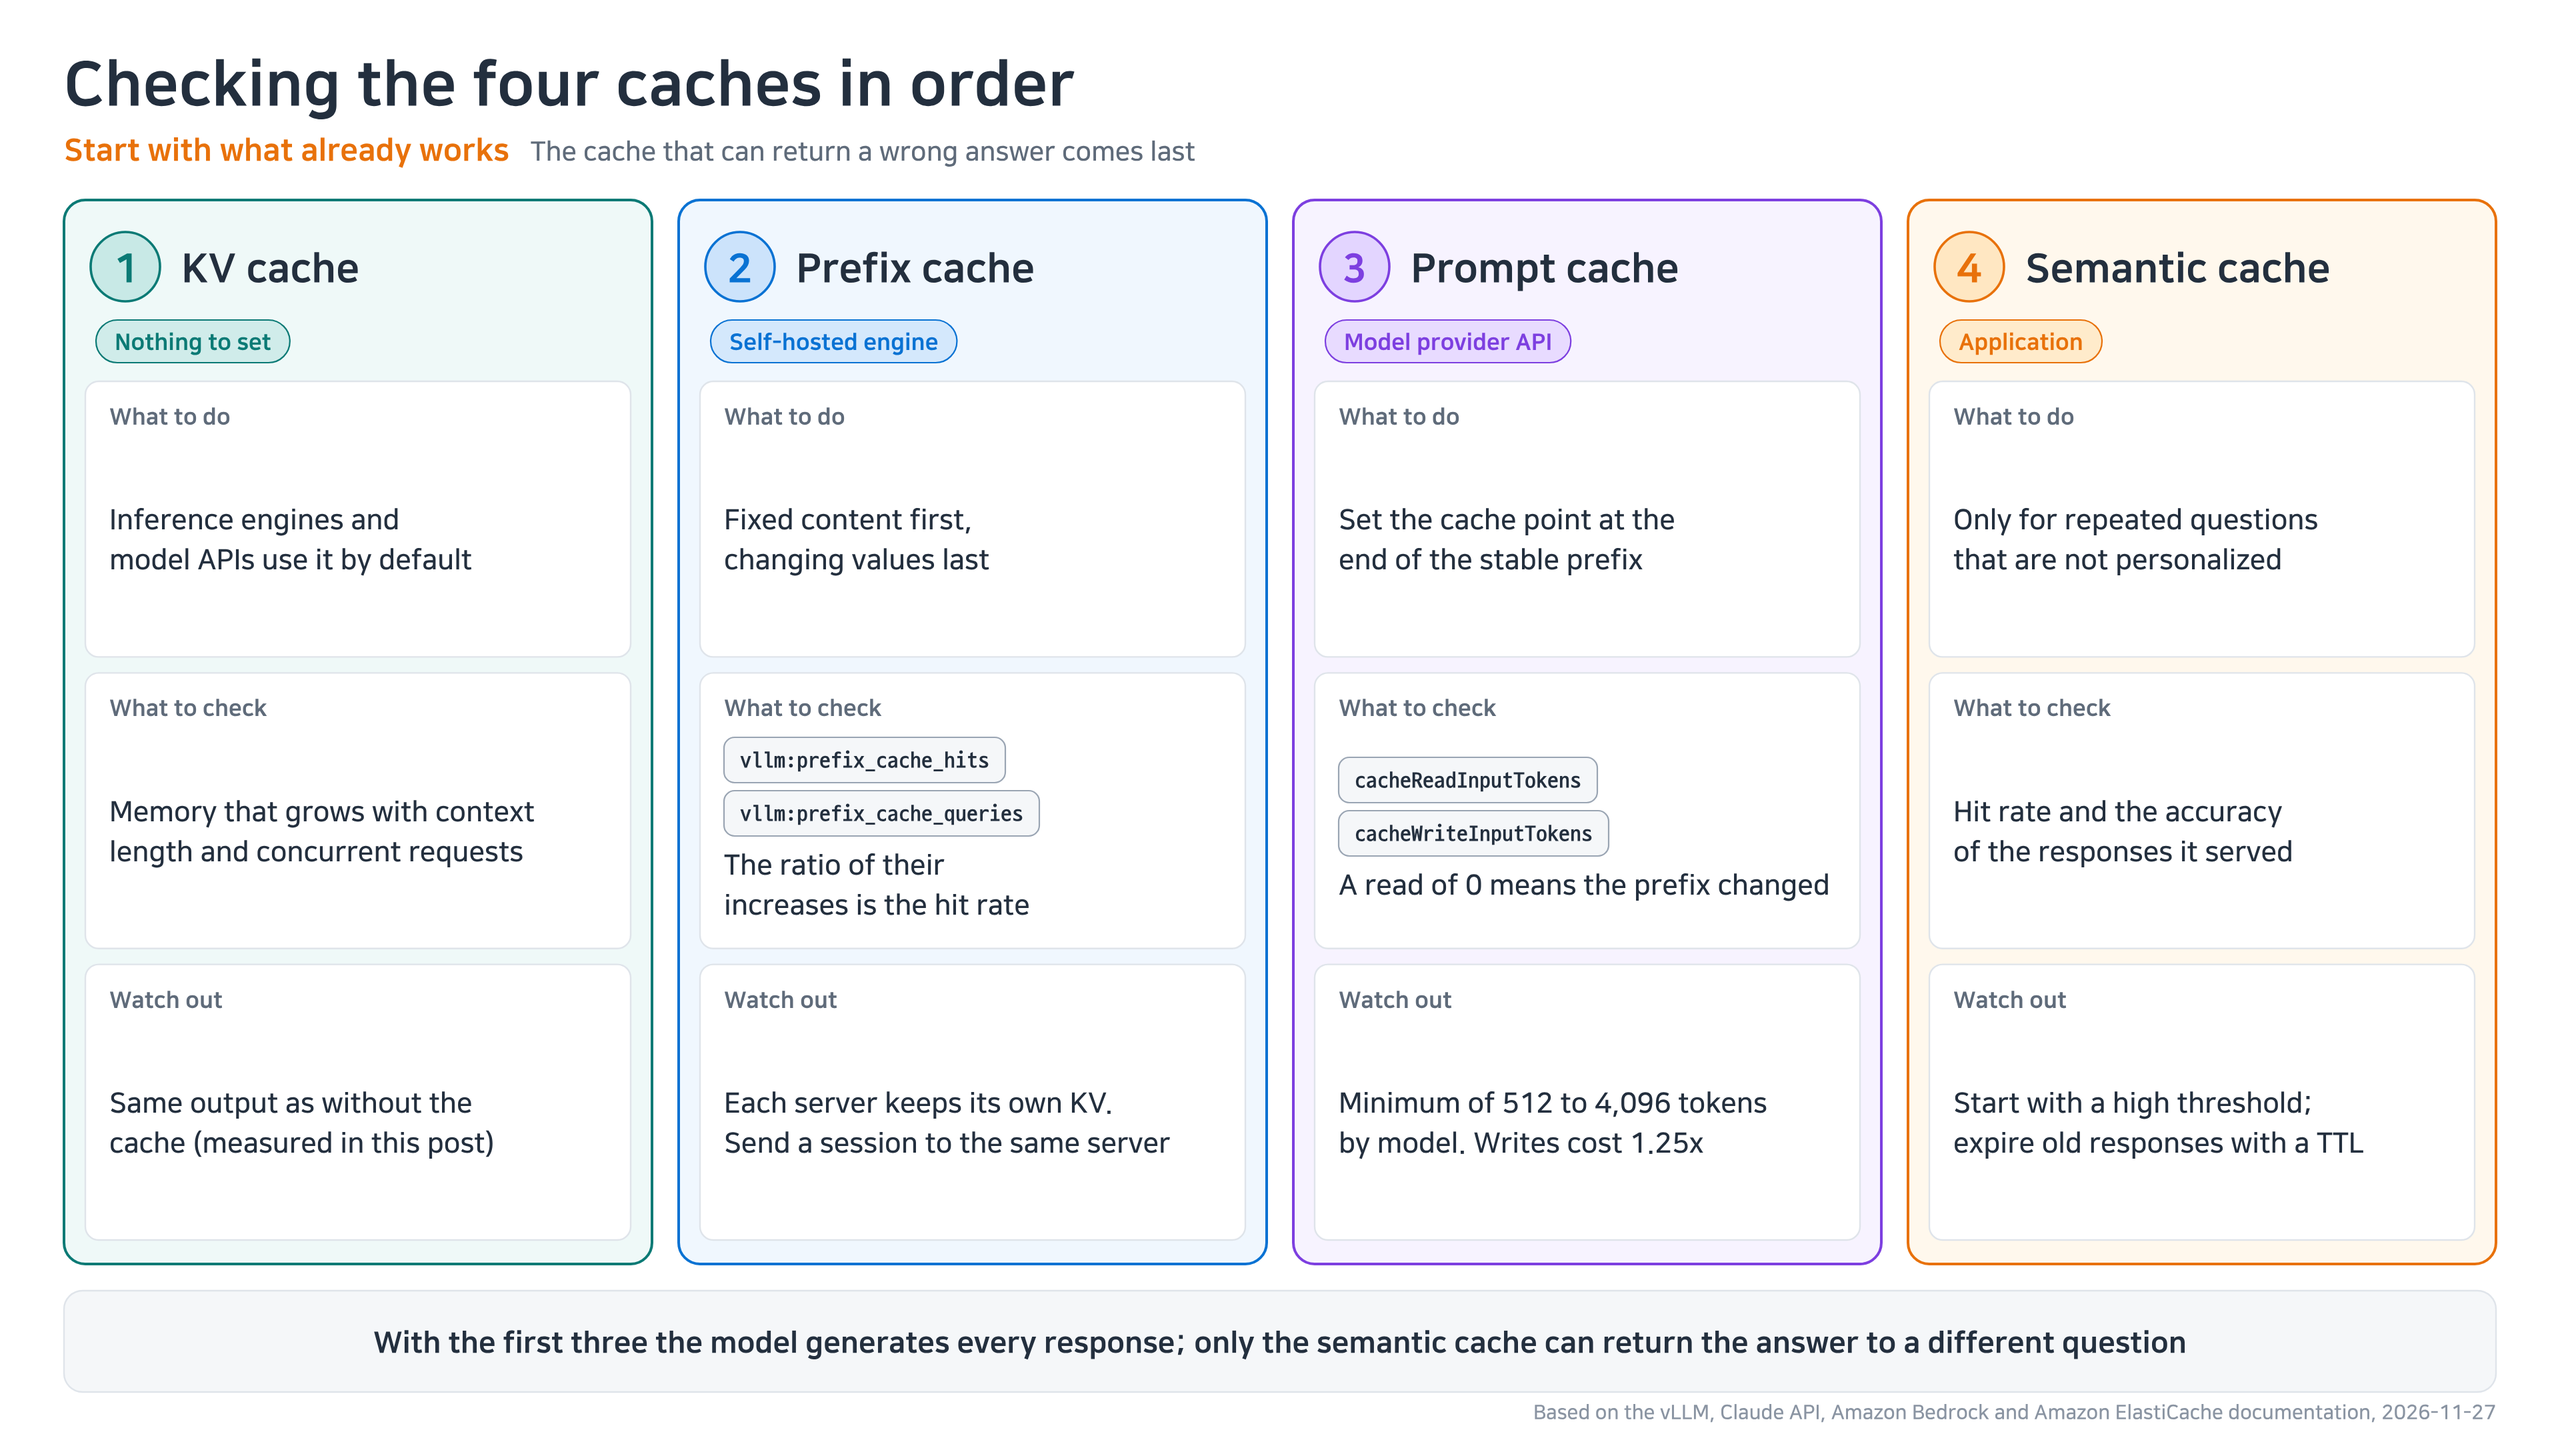 Checking the four caches in order
Start with what already works The cache that can return a wrong answer comes last
1 KV cache
Nothing to set
What to do
Inference engines and
model APIs use it by default
What to check
Memory that grows with context
length and concurrent requests
Watch out
Same output as without the
cache (measured in this post)
2 Prefix cache
Self-hosted engine
What to do
Fixed content first,
changing values last
What to check
vllm:prefix_cache_hits
vllm:prefix_cache_queries
The ratio of their
increases is the hit rate
Watch out
Each server keeps its own KV.
Send a session to the same server
3 Prompt cache
Model provider API
What to do
Set the cache point at the
end of the stable prefix
What to check
cacheReadInputTokens
cacheWriteInputTokens
A read of 0 means the prefix changed
Watch out
Minimum of 512 to 4,096 tokens
by model. Writes cost 1.25x
4 Semantic cache
Application
What to do
Only for repeated questions
that are not personalized
What to check
Hit rate and the accuracy
of the responses it served
Watch out
Start with a high threshold;
expire old responses with a TTL
With the first three the model generates every response; only the semantic cache can return the answer to a different question
Based on the vLLM, Claude API, Amazon Bedrock and Amazon ElastiCache documentation, 2026-11-27